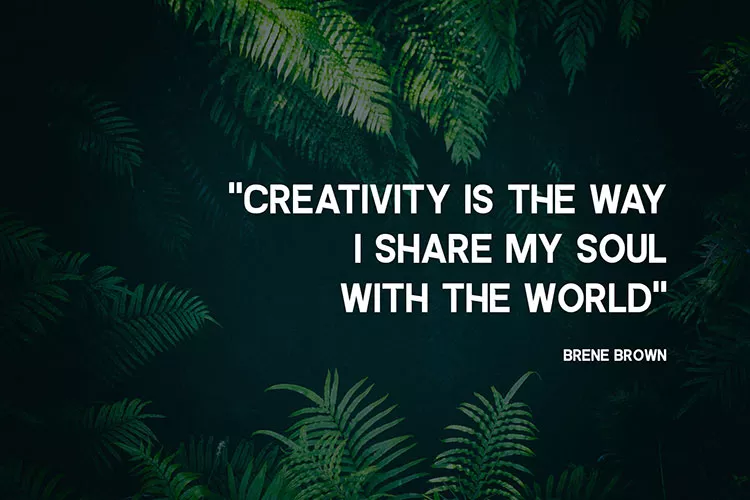 "CREATIVITY IS THE WAY
I SHARE MY SOUL
WITH THE WORLD"
BRENE BROWN